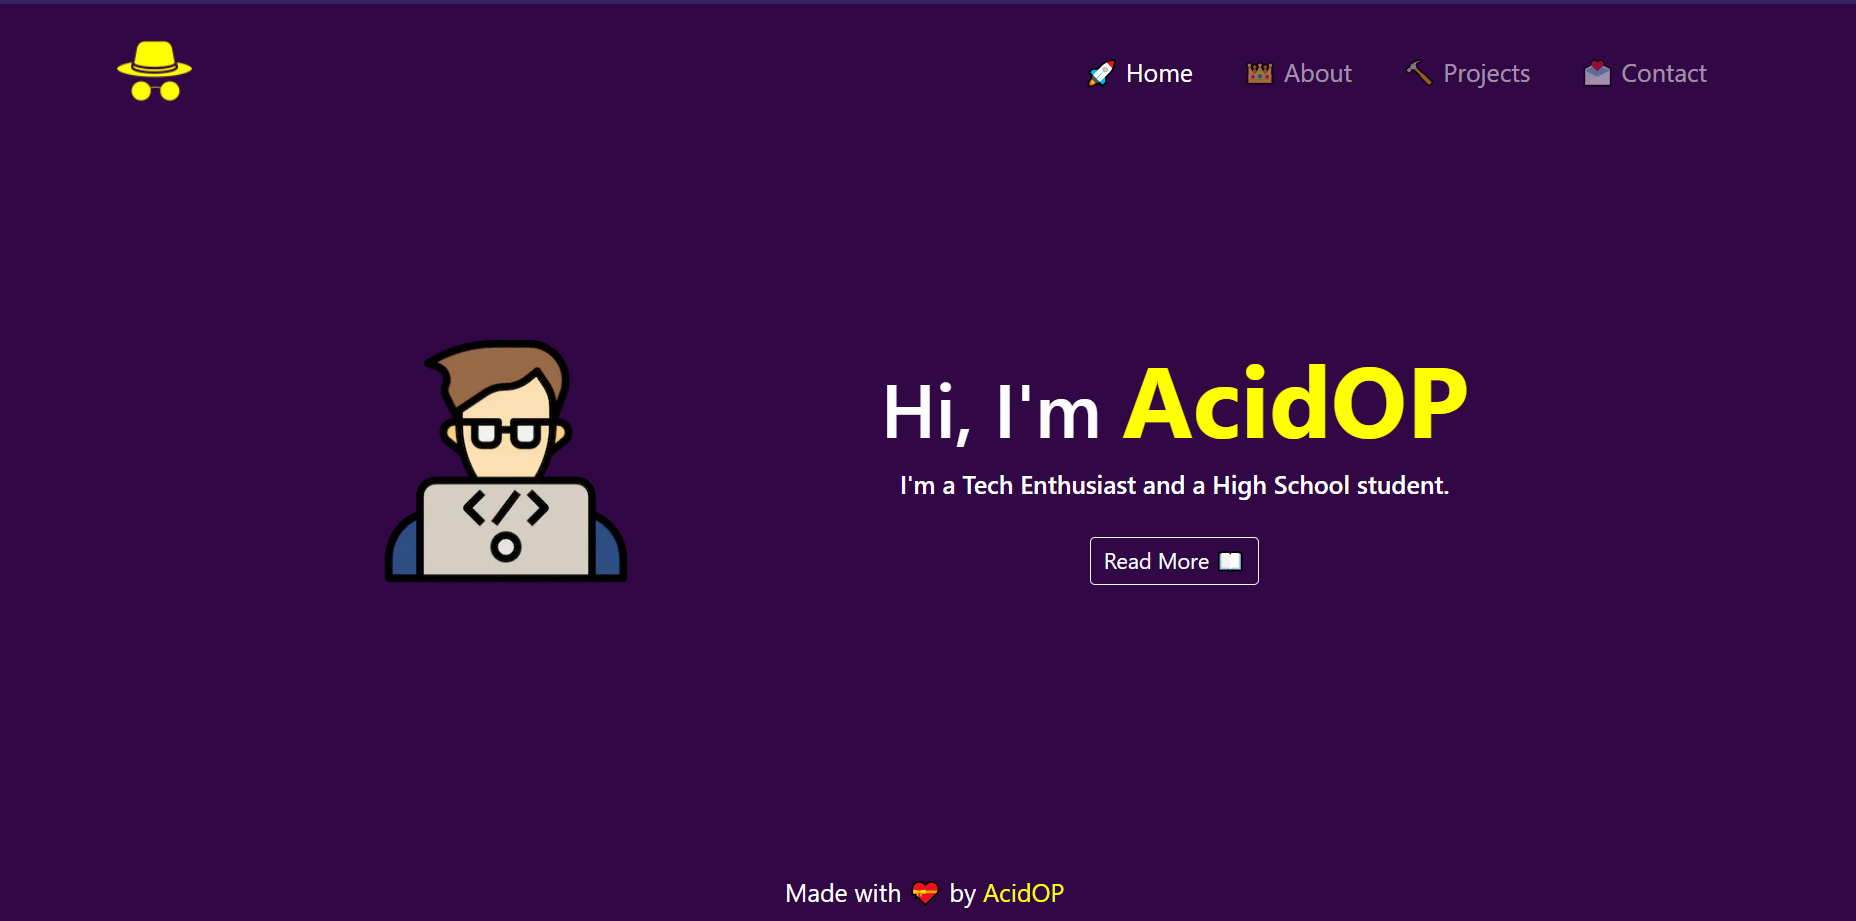 🚀 Home 👑 About 🔨 Projects 💌 Contact
Hi, I'm AcidOP
I'm a Tech Enthusiast and a High School student.
</>
Read More 📖
Made with 💝 by AcidOP